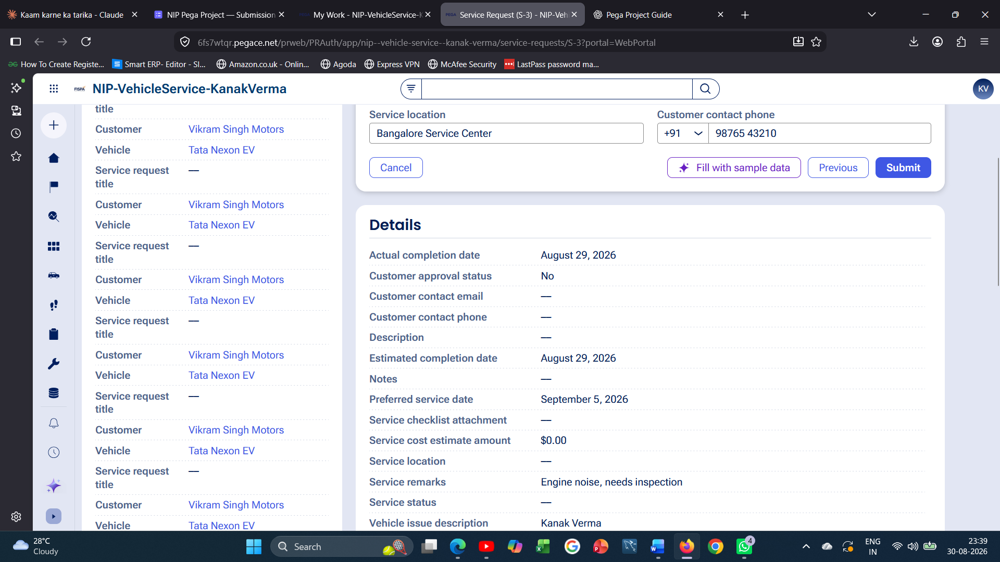 Kaam karne ka tarika - Claude
NIP Pega Project — Submission
My Work - NIP-VehicleService-K
PEGA Service Request (S-3) - NIP-Vehi
Pega Project Guide
6fs7wtqr.pegace.net/prweb/PRAuth/app/nip--vehicle-service--kanak-verma/service-requests/S-3?portal=WebPortal
How To Create Registe...
Smart ERP- Editor - Sl...
Amazon.co.uk - Onlin...
Agoda
Express VPN
McAfee Security
LastPass password ma...
FISPA NIP-VehicleService-KanakVerma
KV
title
Customer Vikram Singh Motors
Vehicle Tata Nexon EV
Service request —
title
Customer Vikram Singh Motors
Vehicle Tata Nexon EV
Service request —
title
Customer Vikram Singh Motors
Vehicle Tata Nexon EV
Service request —
title
Customer Vikram Singh Motors
Vehicle Tata Nexon EV
Service request —
title
Customer Vikram Singh Motors
Vehicle Tata Nexon EV
Service request —
title
Customer Vikram Singh Motors
Vehicle Tata Nexon EV
Service location
Bangalore Service Center
Customer contact phone
+91 98765 43210
Cancel
Fill with sample data
Previous
Submit
Details
Actual completion date August 29, 2026
Customer approval status No
Customer contact email —
Customer contact phone —
Description —
Estimated completion date August 29, 2026
Notes —
Preferred service date September 5, 2026
Service checklist attachment —
Service cost estimate amount $0.00
Service location —
Service remarks Engine noise, needs inspection
Service status —
Vehicle issue description Kanak Verma
28°C
Cloudy
Search
4
ENG
IN
23:39
30-08-2026